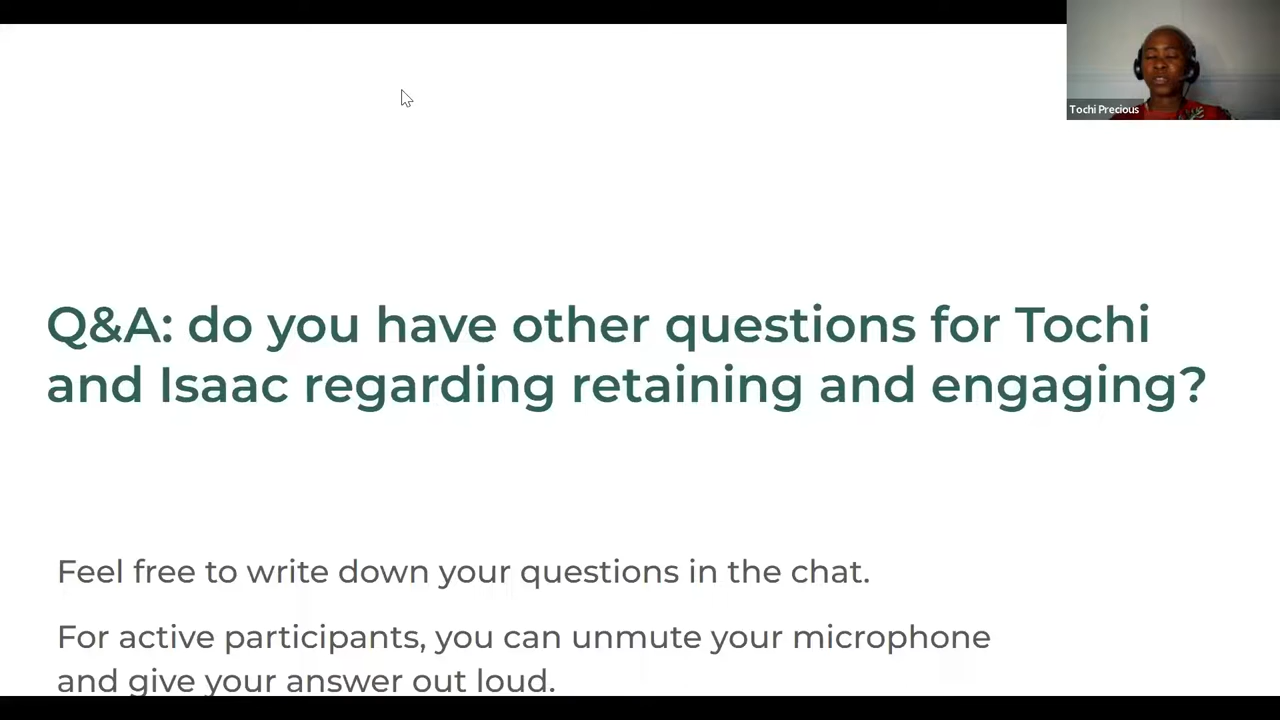 Tochi Precious
Q&A: do you have other questions for Tochi
and Isaac regarding retaining and engaging?
Feel free to write down your questions in the chat.
For active participants, you can unmute your microphone
and give your answer out loud.